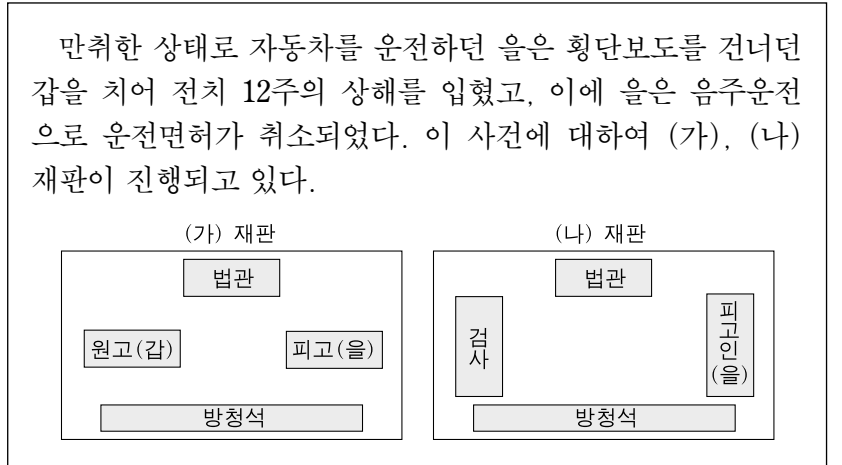 만취한 상태로 자동차를 운전하던 을은 횡단보도를 건너던
갑을 치어 전치 12주의 상해를 입혔고, 이에 을은 음주운전
으로 운전면허가 취소되었다. 이 사건에 대하여 (가), (나)
재판이 진행되고 있다.
(가) 재판
법관
원고(갑)
피고(을)
방청석
(나) 재판
법관
검사
피고인(을)
방청석